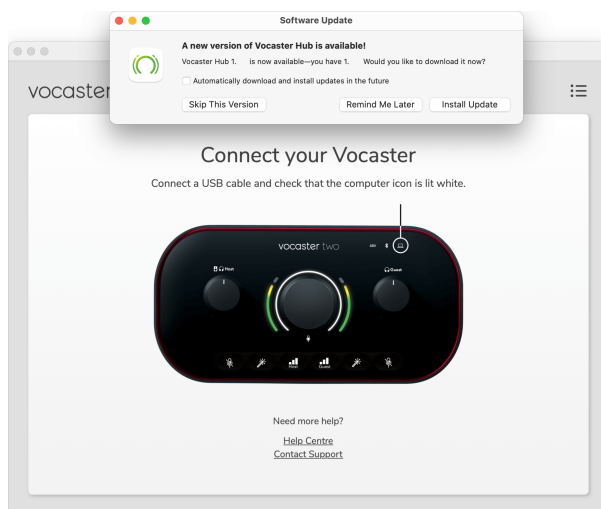 Software Update
A new version of Vocaster Hub is available!
Vocaster Hub 1. is now available—you have 1. Would you like to download it now?
Automatically download and install updates in the future
Skip This Version
Remind Me Later
Install Update
vocaster
Connect your Vocaster
Connect a USB cable and check that the computer icon is lit white.
vocaster two
48V
Host
Guest
Host
Guest
Need more help?
Help Centre
Contact Support